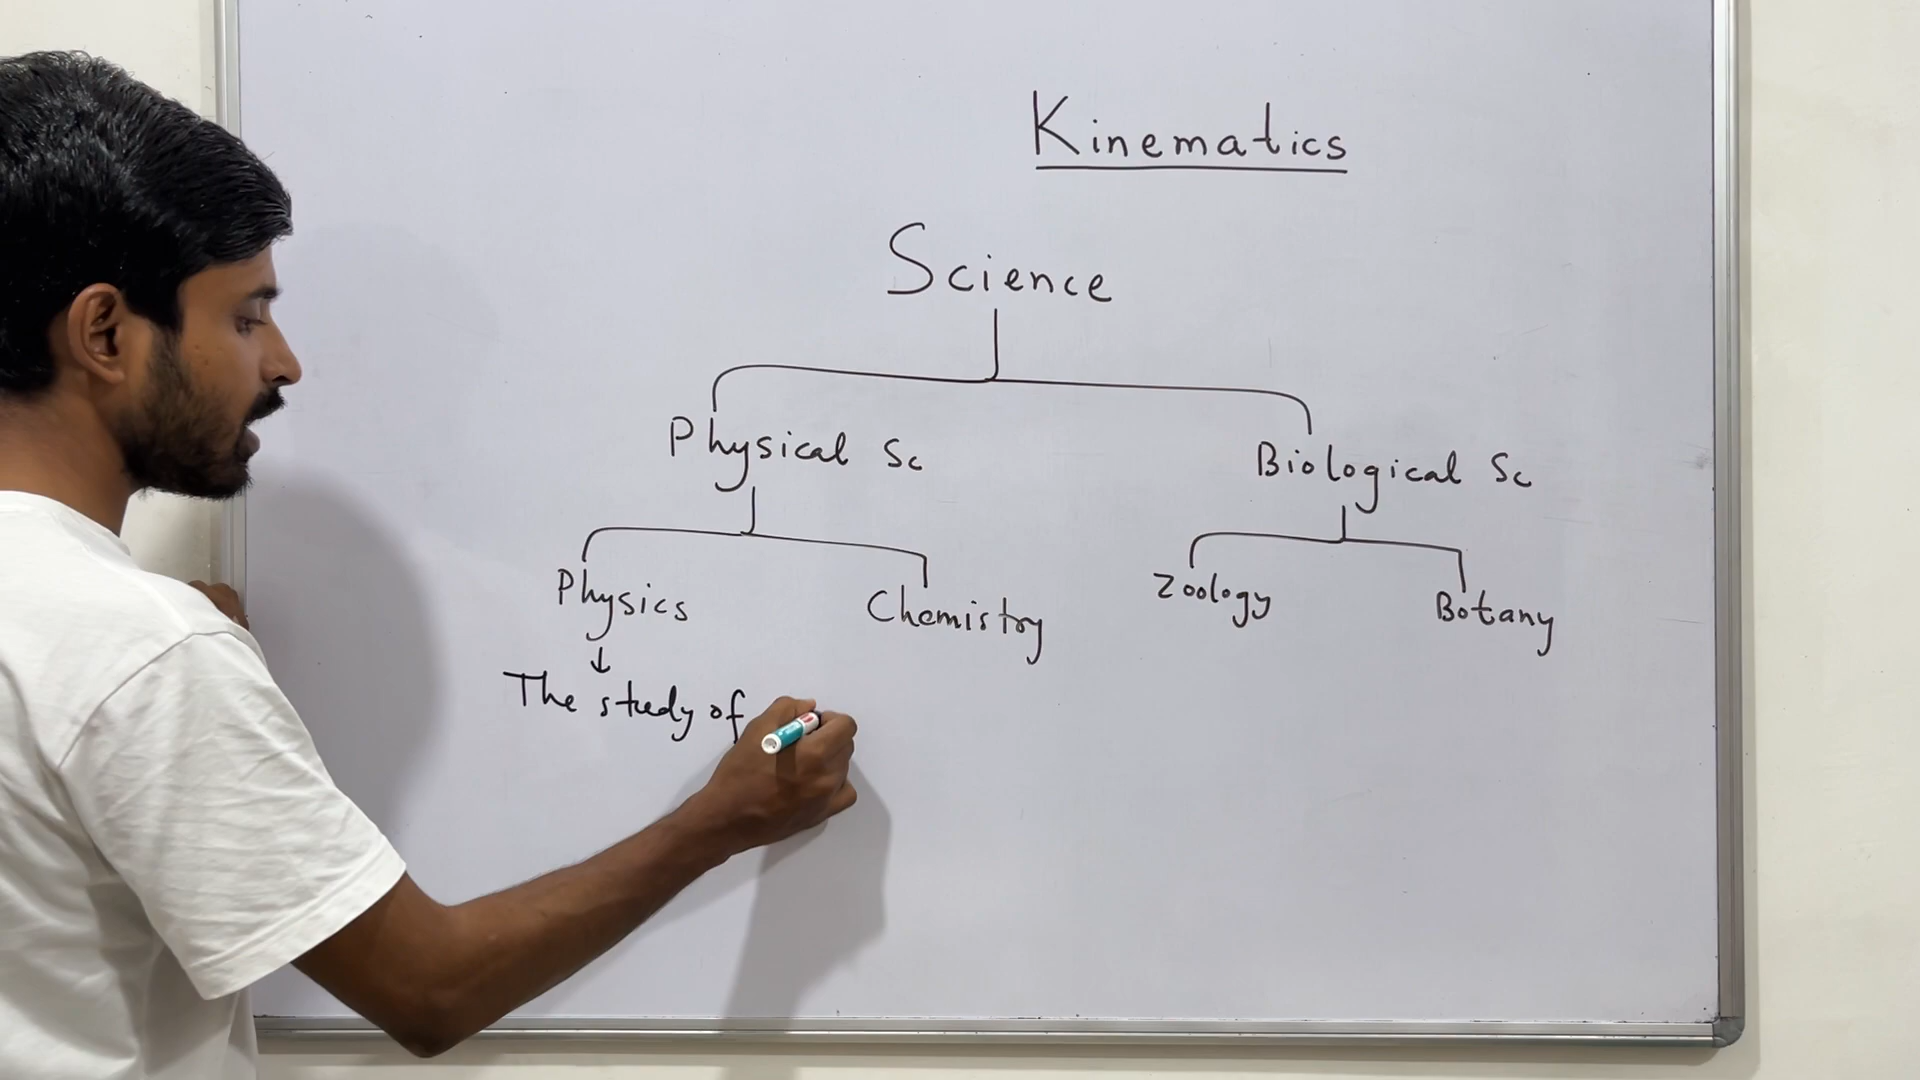 Kinematics
Science
Physical Sc
Biological Sc
Physics
Chemistry
Zoology
Botany
↓
The study of